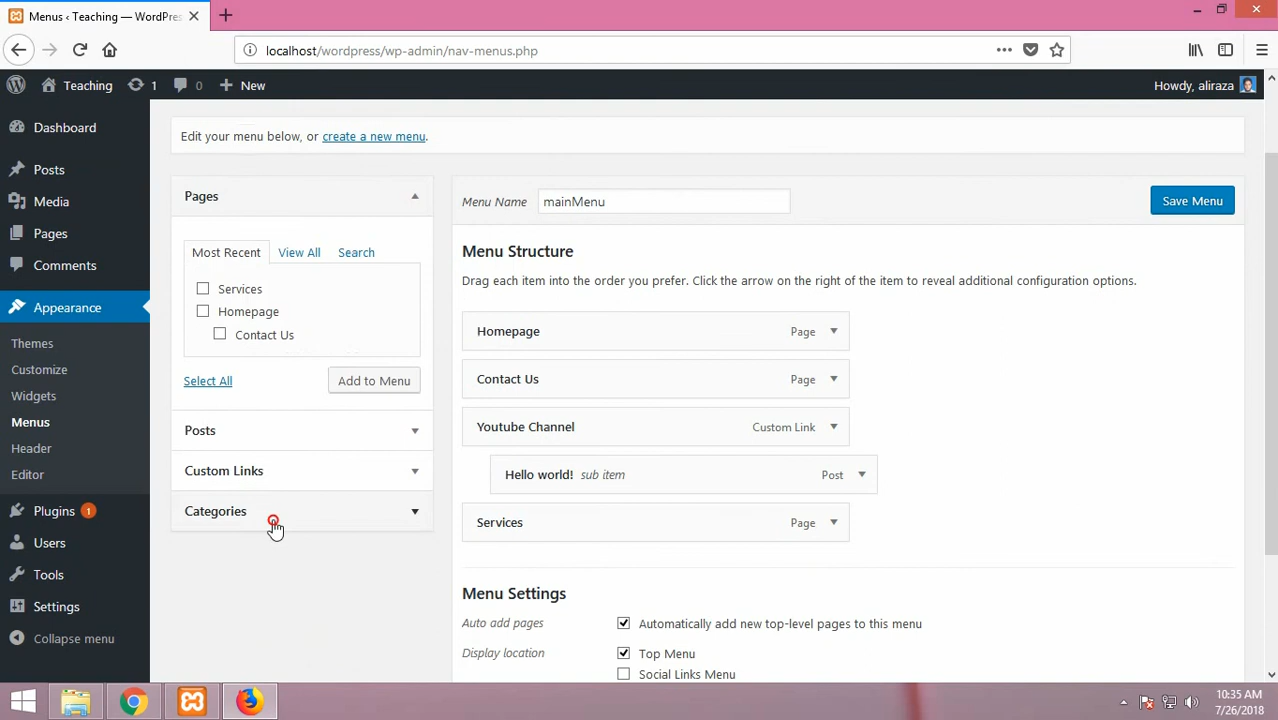 Menus ‹ Teaching — WordPres
localhost/wordpress/wp-admin/nav-menus.php
Teaching
1
0
New
Howdy, aliraza
Dashboard
Posts
Media
Pages
Comments
Appearance
Themes
Customize
Widgets
Menus
Header
Editor
Plugins 1
Users
Tools
Settings
Collapse menu
Edit your menu below, or create a new menu.
Pages
Most Recent
View All
Search
Services
Homepage
Contact Us
Select All
Add to Menu
Posts
Custom Links
Categories
Menu Name
mainMenu
Save Menu
Menu Structure
Drag each item into the order you prefer. Click the arrow on the right of the item to reveal additional configuration options.
Homepage Page
Contact Us Page
Youtube Channel Custom Link
Hello world! sub item Post
Services Page
Menu Settings
Auto add pages
Automatically add new top-level pages to this menu
Display location
Top Menu
Social Links Menu
10:35 AM
7/26/2018